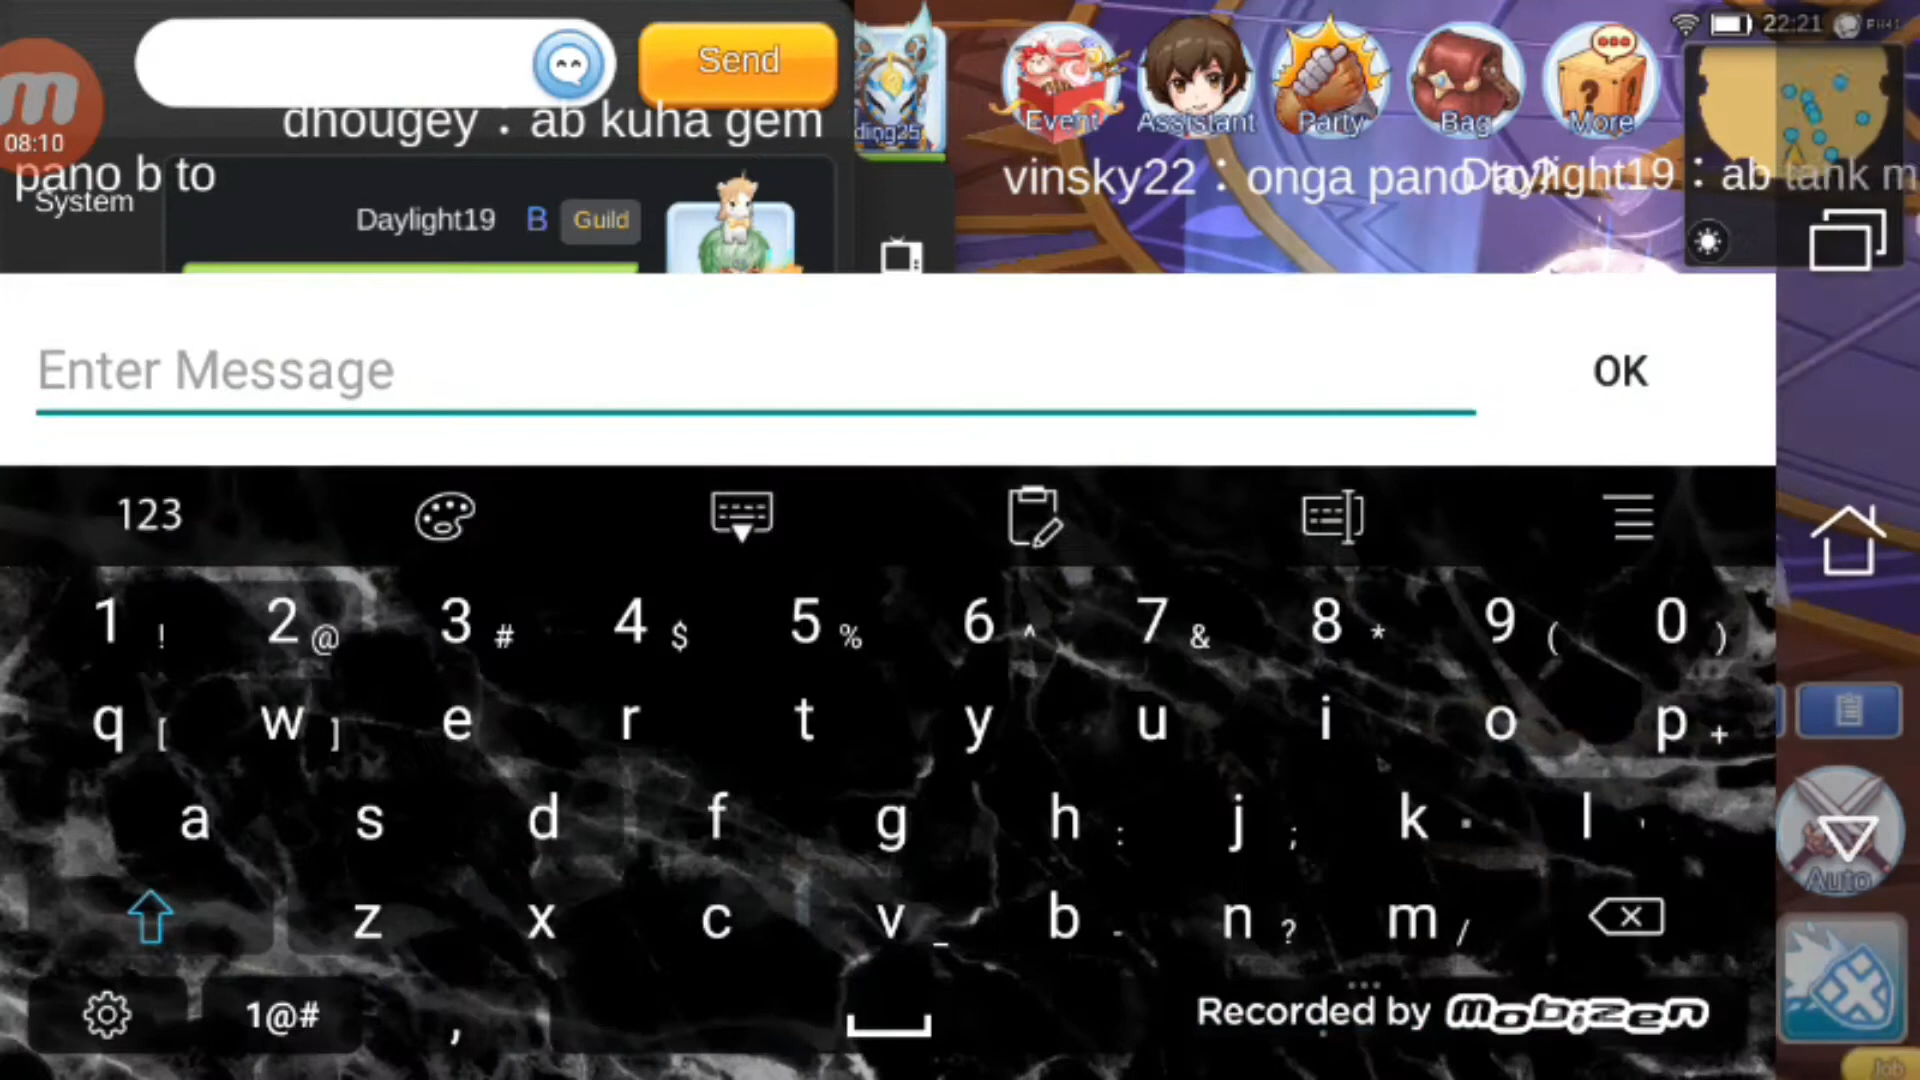 Send
22:21
08:10
dhougey : ab kuha gem
Event
Assistant
Party
Bag
More
pano b to
vinsky22 : onga pano to?
Daylight19 : ab tank m
System
Daylight19 B Guild
Enter Message
OK
123
1 ! 2 @ 3 # 4 $ 5 % 6 ^ 7 & 8 * 9 ( 0 )
q [ w ] e r t y u i o p +
a s d f g h : j ; k l '
z x c v _ b - n ? m /
Auto
1@# ,
Recorded by Mobizen
Job